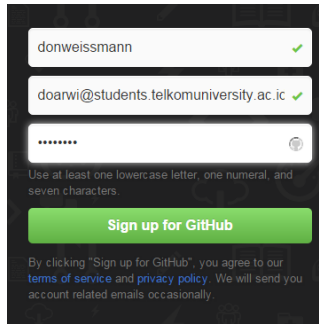 donweissmann
doarwi@students.telkomuniversity.ac.ic
••••••••
Use at least one lowercase letter, one numeral, and
seven characters.
Sign up for GitHub
By clicking "Sign up for GitHub", you agree to our
terms of service and privacy policy. We will send you
account related emails occasionally.